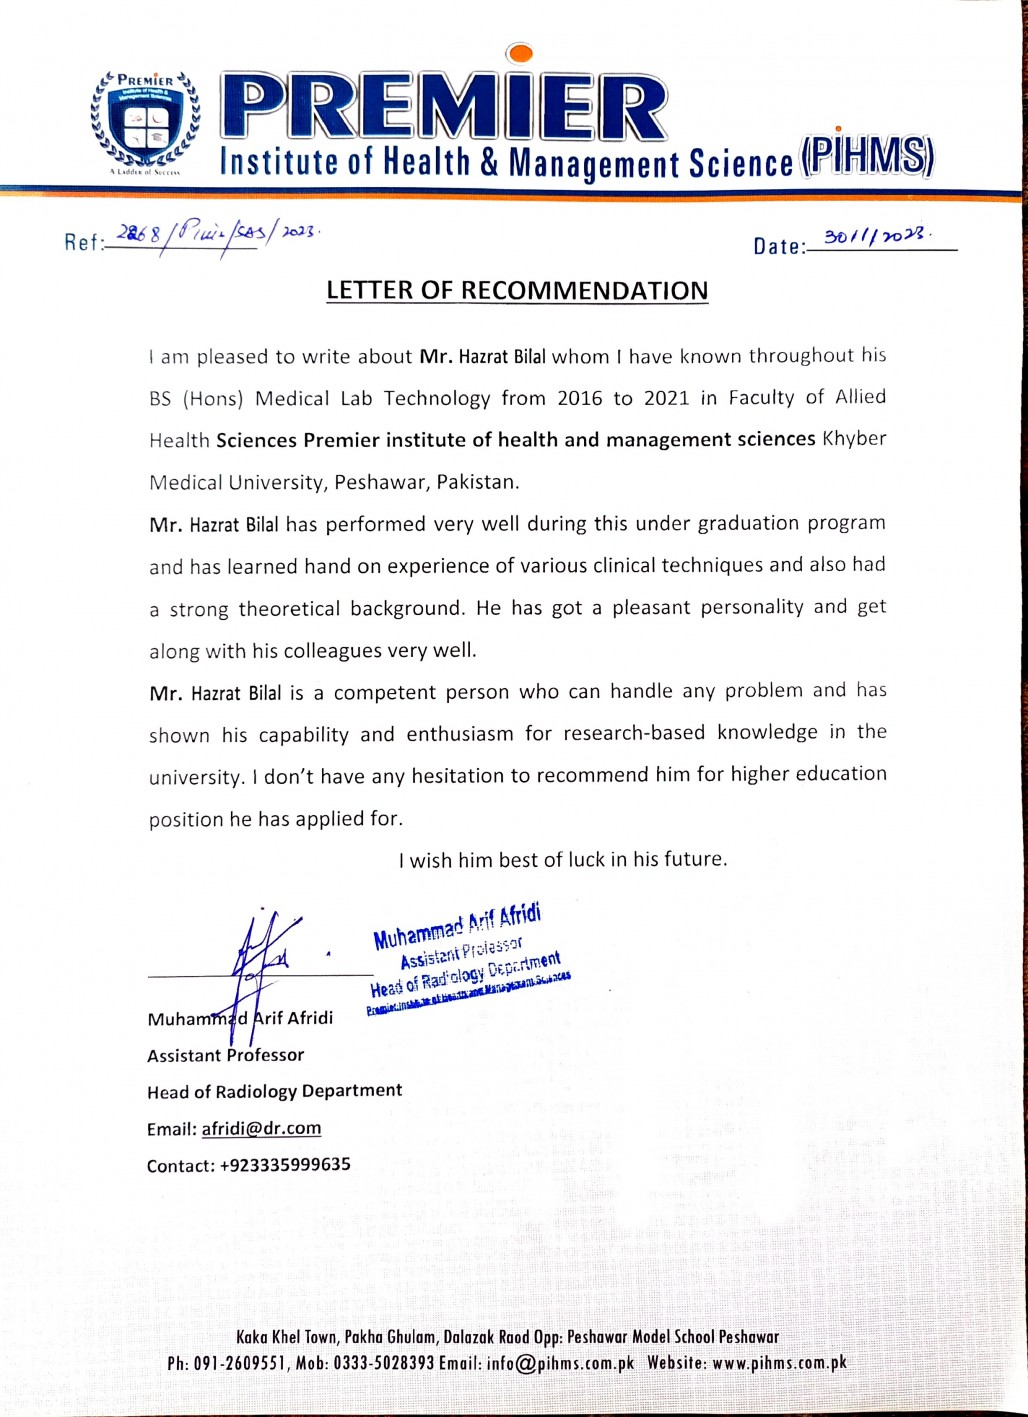 PREMIER
Institute of Health &
Management Sciences
A Ladder of Success
PREMIER
Institute of Health & Management Science (PiHMS)
Ref: 2268/ /SAS/2023.
Date: 30/1/2023.
LETTER OF RECOMMENDATION
I am pleased to write about Mr. Hazrat Bilal whom I have known throughout his
BS (Hons) Medical Lab Technology from 2016 to 2021 in Faculty of Allied
Health Sciences Premier institute of health and management sciences Khyber
Medical University, Peshawar, Pakistan.
Mr. Hazrat Bilal has performed very well during this under graduation program
and has learned hand on experience of various clinical techniques and also had
a strong theoretical background. He has got a pleasant personality and get
along with his colleagues very well.
Mr. Hazrat Bilal is a competent person who can handle any problem and has
shown his capability and enthusiasm for research-based knowledge in the
university. I don't have any hesitation to recommend him for higher education
position he has applied for.
I wish him best of luck in his future.
Muhammad Arif Afridi
Assistant Professor
Head of Radiology Department
Premier Institute of Health and Management Sciences
Muhammad Arif Afridi
Assistant Professor
Head of Radiology Department
Email: afridi@dr.com
Contact: +923335999635
Kaka Khel Town, Pakha Ghulam, Dalazak Raod Opp: Peshawar Model School Peshawar
Ph: 091-2609551, Mob: 0333-5028393 Email: info@pihms.com.pk Website: www.pihms.com.pk